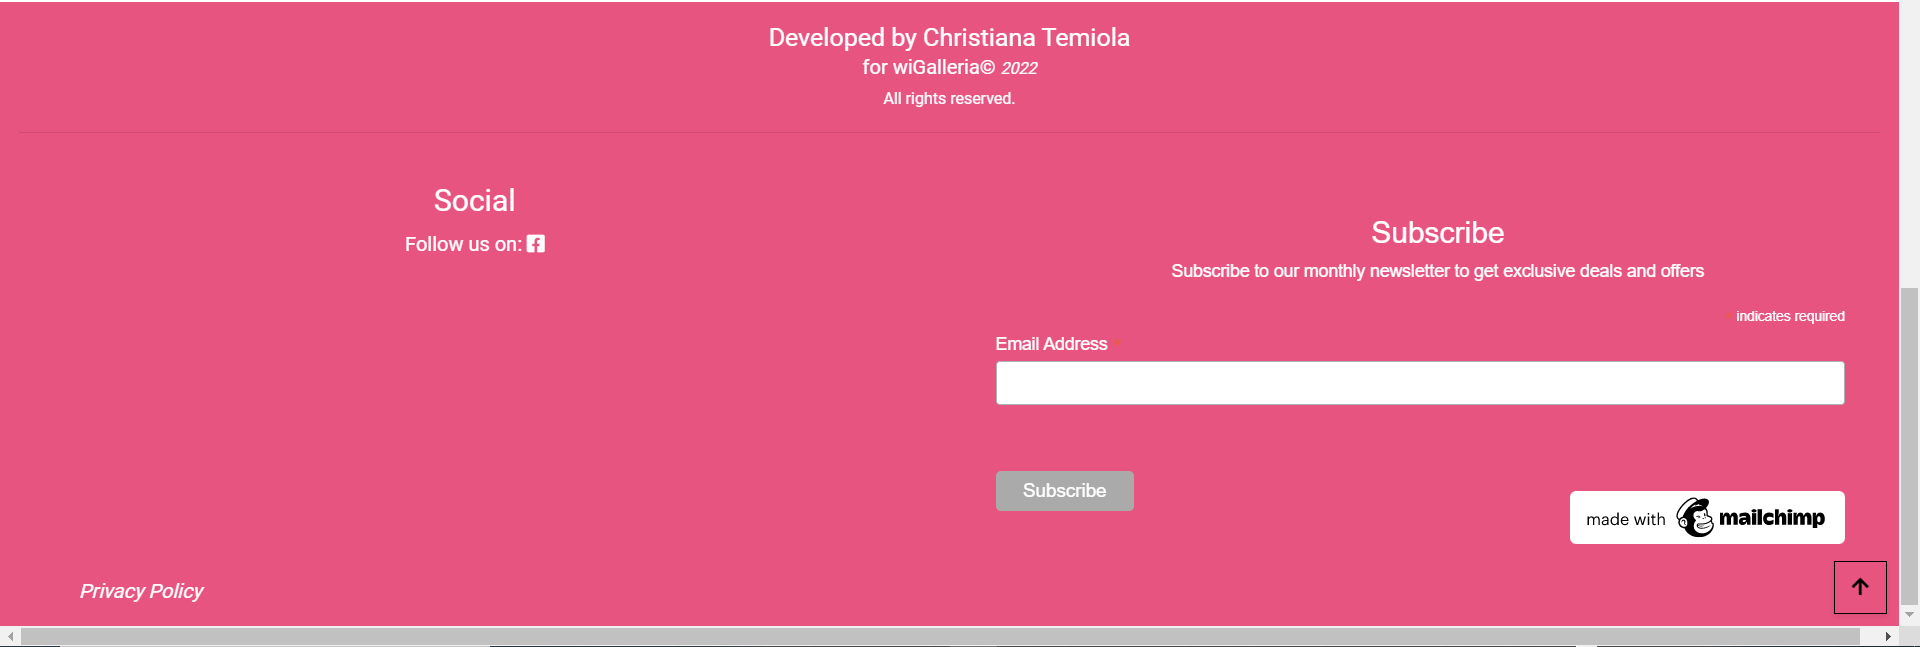 Developed by Christiana Temiola
for wiGalleria© 2022
All rights reserved.
Social
Follow us on:
Subscribe
Subscribe to our monthly newsletter to get exclusive deals and offers
* indicates required
Email Address *
Subscribe
made with mailchimp
Privacy Policy